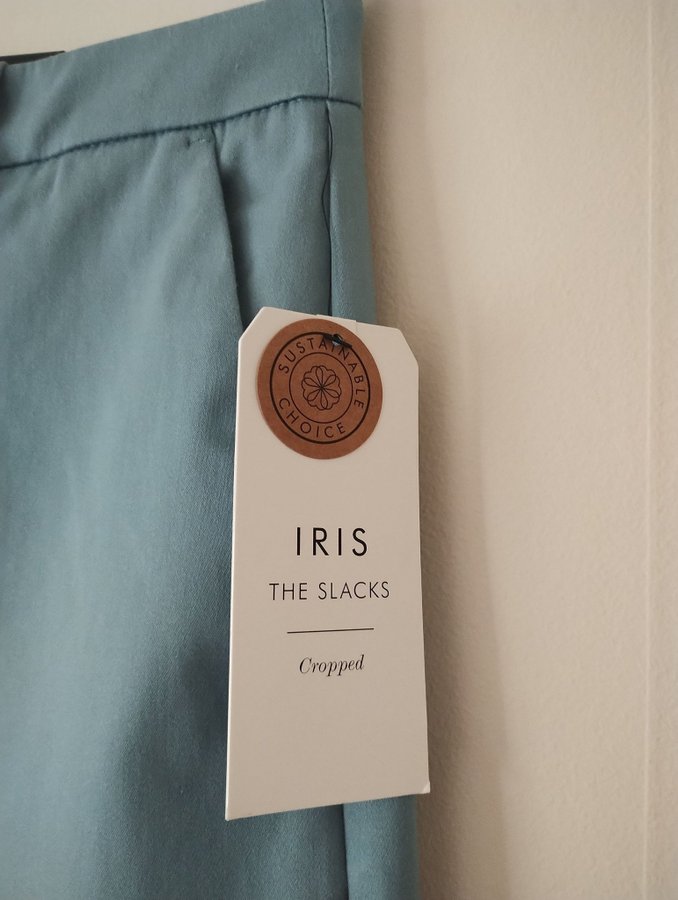 SUSTAINABLE
CHOICE
IRIS
THE SLACKS
Cropped